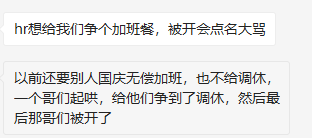 hr想给我们争个加班餐，被开会点名大骂
以前还要别人国庆无偿加班，也不给调休，
一个哥们起哄，给他们争到了调休，然后最
后那哥们被开了